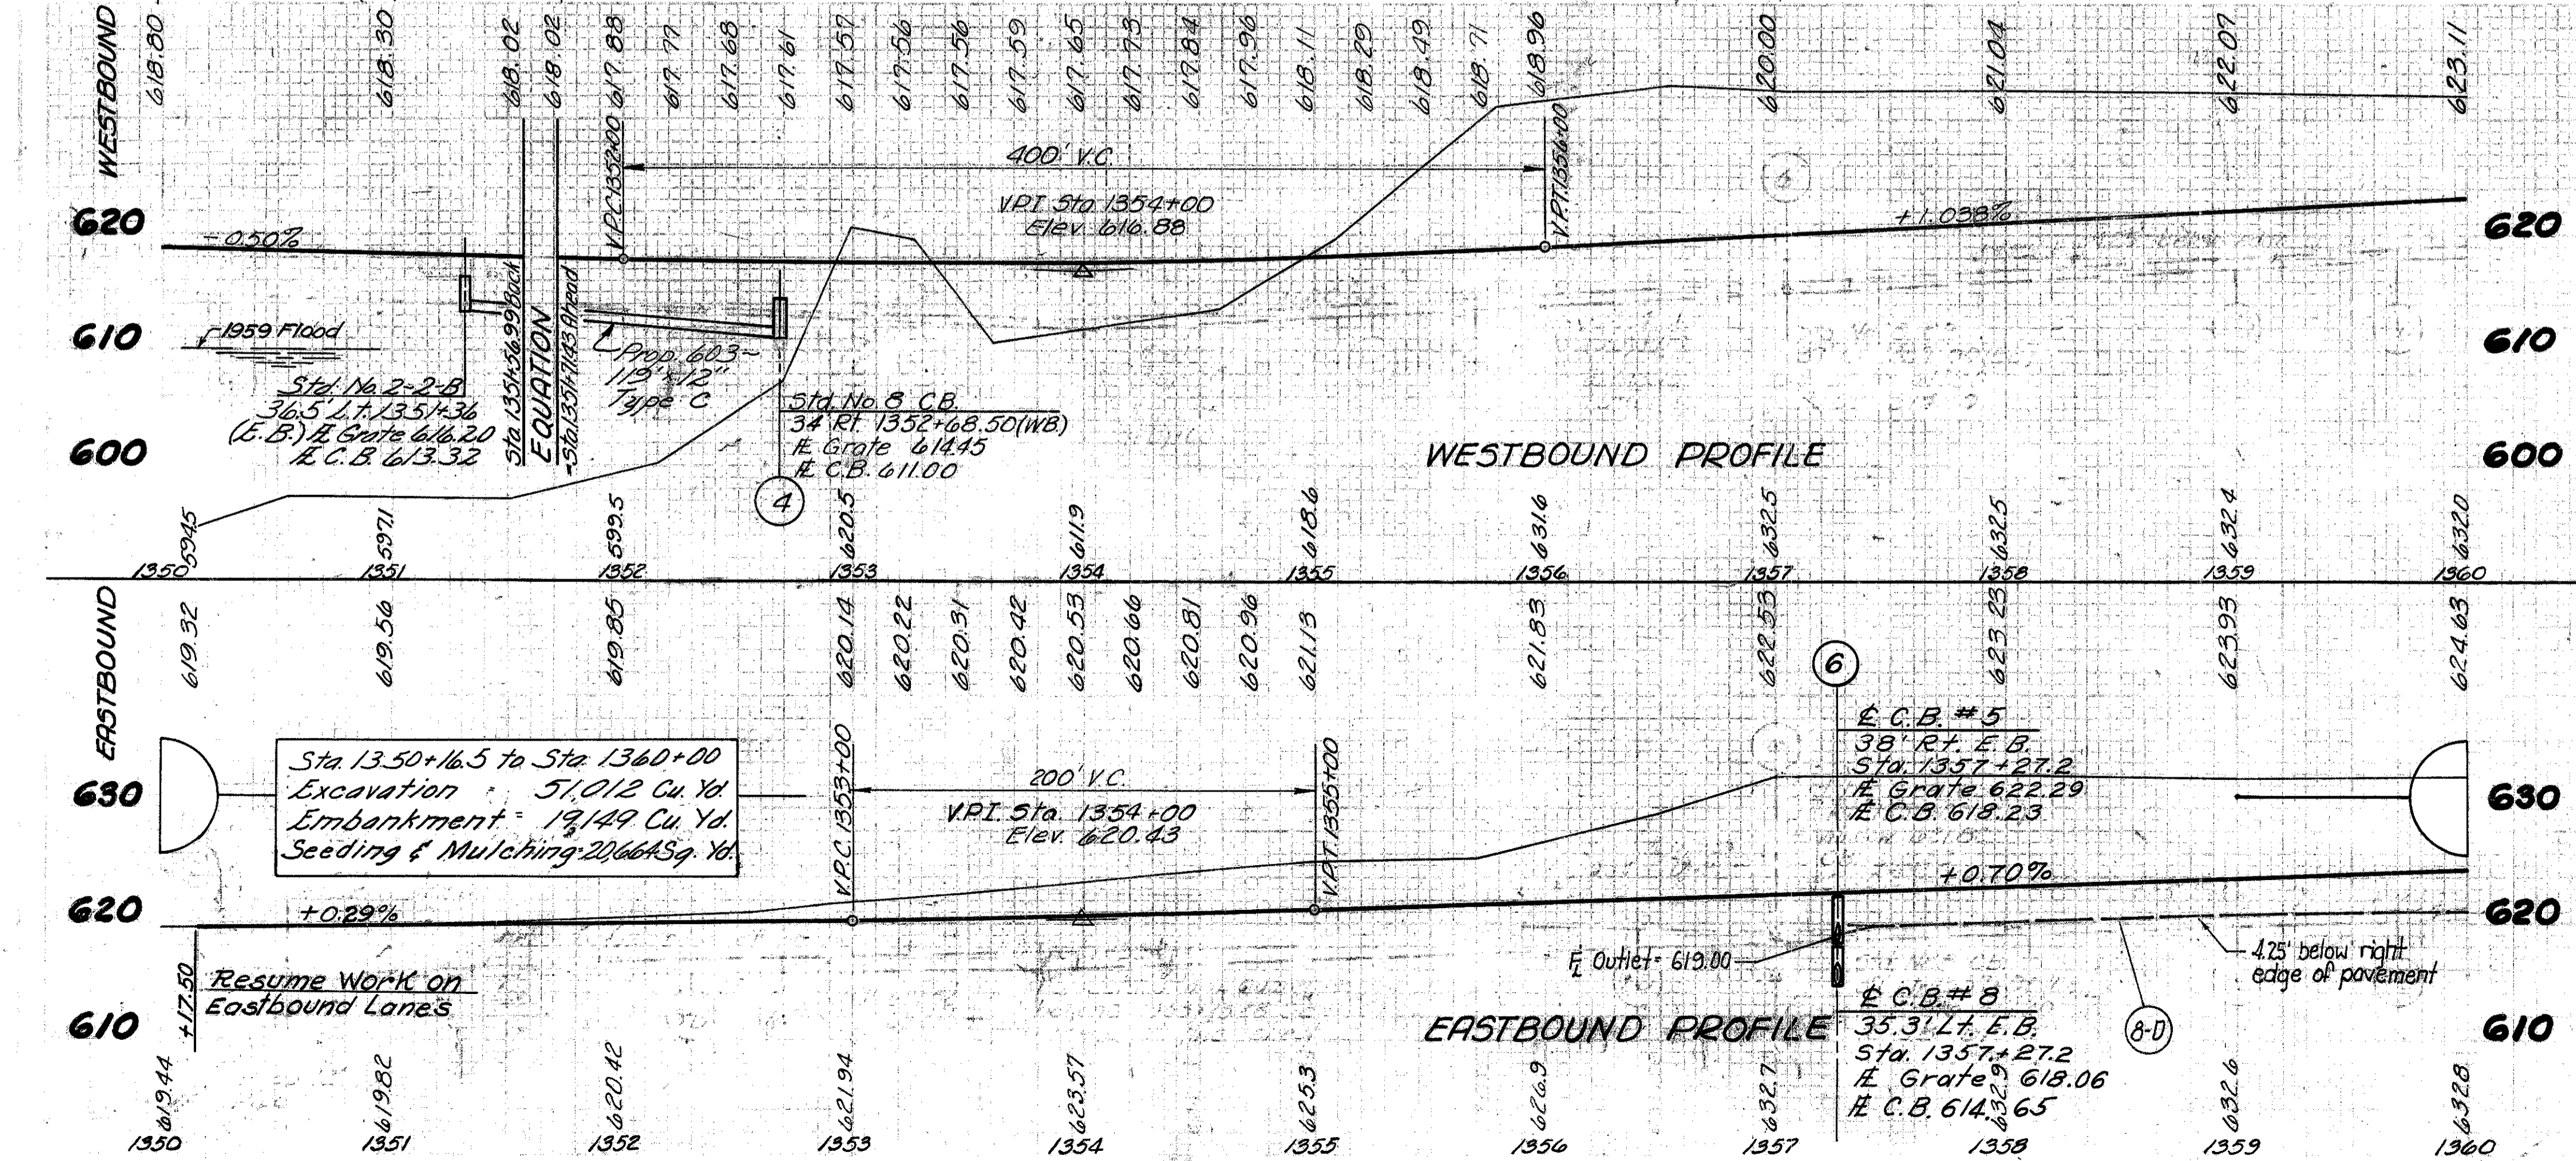 WESTBOUND
618.80
618.30
618.02
618.02
617.88
617.77
617.68
617.61
617.57
617.56
617.56
617.59
617.65
617.73
617.84
617.96
618.11
618.29
618.49
618.71
618.96
620.00
621.04
622.07
623.11
V.P.C. 1352+00
400' V.C.
V.P.T. 1356+00
V.P.I. Sta. 1354+00
Elev. 616.88
620
-0.50%
+1.038%
620
610
1959 Flood
610
Std. No. 2-2-B
36.5' Lt. 1351+36
(E.B.) ℄ Grate 616.20
℄ C.B. 613.32
Sta. 1351+56.99 Back
EQUATION
=Sta. 1351+71.43 Ahead
Prop. 603~
119'x12"
Type C
Std. No 8 C.B.
34' Rt. 1352+68.50 (WB)
℄ Grate 614.45
℄ C.B. 611.00
4
600
WESTBOUND PROFILE
600
594.5
597.1
599.5
620.5
611.9
618.6
631.6
632.5
632.5
632.4
632.0
1350
1351
1352
1353
1354
1355
1356
1357
1358
1359
1360
EASTBOUND
619.32
619.56
619.85
620.14
620.22
620.31
620.42
620.53
620.66
620.81
620.96
621.13
621.83
622.53
623.23
623.93
624.63
6
℄ C.B. #5
38' Rt. E.B.
Sta. 1357+27.2
℄ Grate 622.29
℄ C.B. 618.23
630
Sta. 13.50+16.5 to Sta. 1360+00
Excavation = 51,012 Cu. Yd.
Embankment = 19,149 Cu. Yd.
Seeding & Mulching-20,664 Sq. Yd.
V.P.C. 1353+00
200' V.C.
V.P.T. 1355+00
V.P.I. Sta. 1354+00
Elev. 620.43
630
620
+0.29%
+0.70%
620
+17.50
Resume Work on
Eastbound Lanes
℄ Outlet = 619.00
4.25' below right
edge of pavement
610
EASTBOUND PROFILE
℄ C.B. #8
35.3' Lt. E.B.
Sta. 1357+27.2
℄ Grate 618.06
℄ C.B. 614.65
8-D
610
619.44
619.82
620.42
621.94
623.57
625.3
626.9
632.7
632.9
632.6
632.8
1350
1351
1352
1353
1354
1355
1356
1357
1358
1359
1360